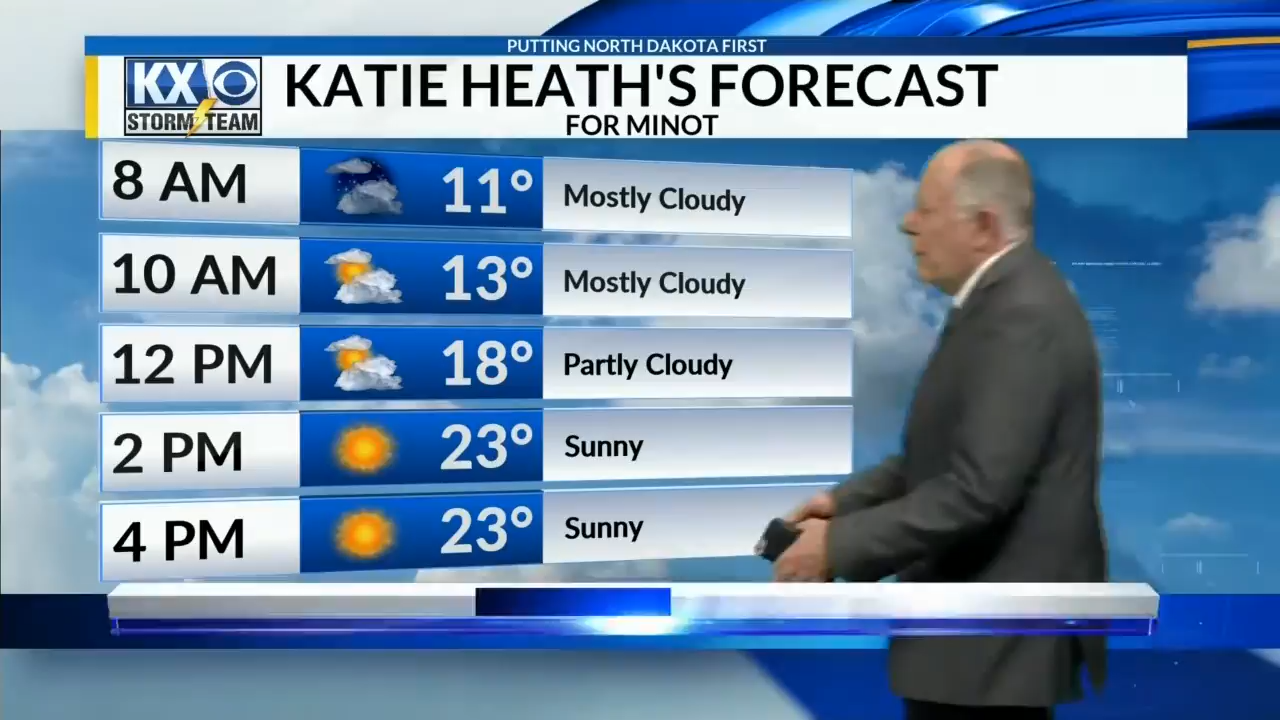 PUTTING NORTH DAKOTA FIRST
KX
STORM TEAM
KATIE HEATH'S FORECAST
FOR MINOT
8 AM 11° Mostly Cloudy
10 AM 13° Mostly Cloudy
12 PM 18° Partly Cloudy
2 PM 23° Sunny
4 PM 23° Sunny